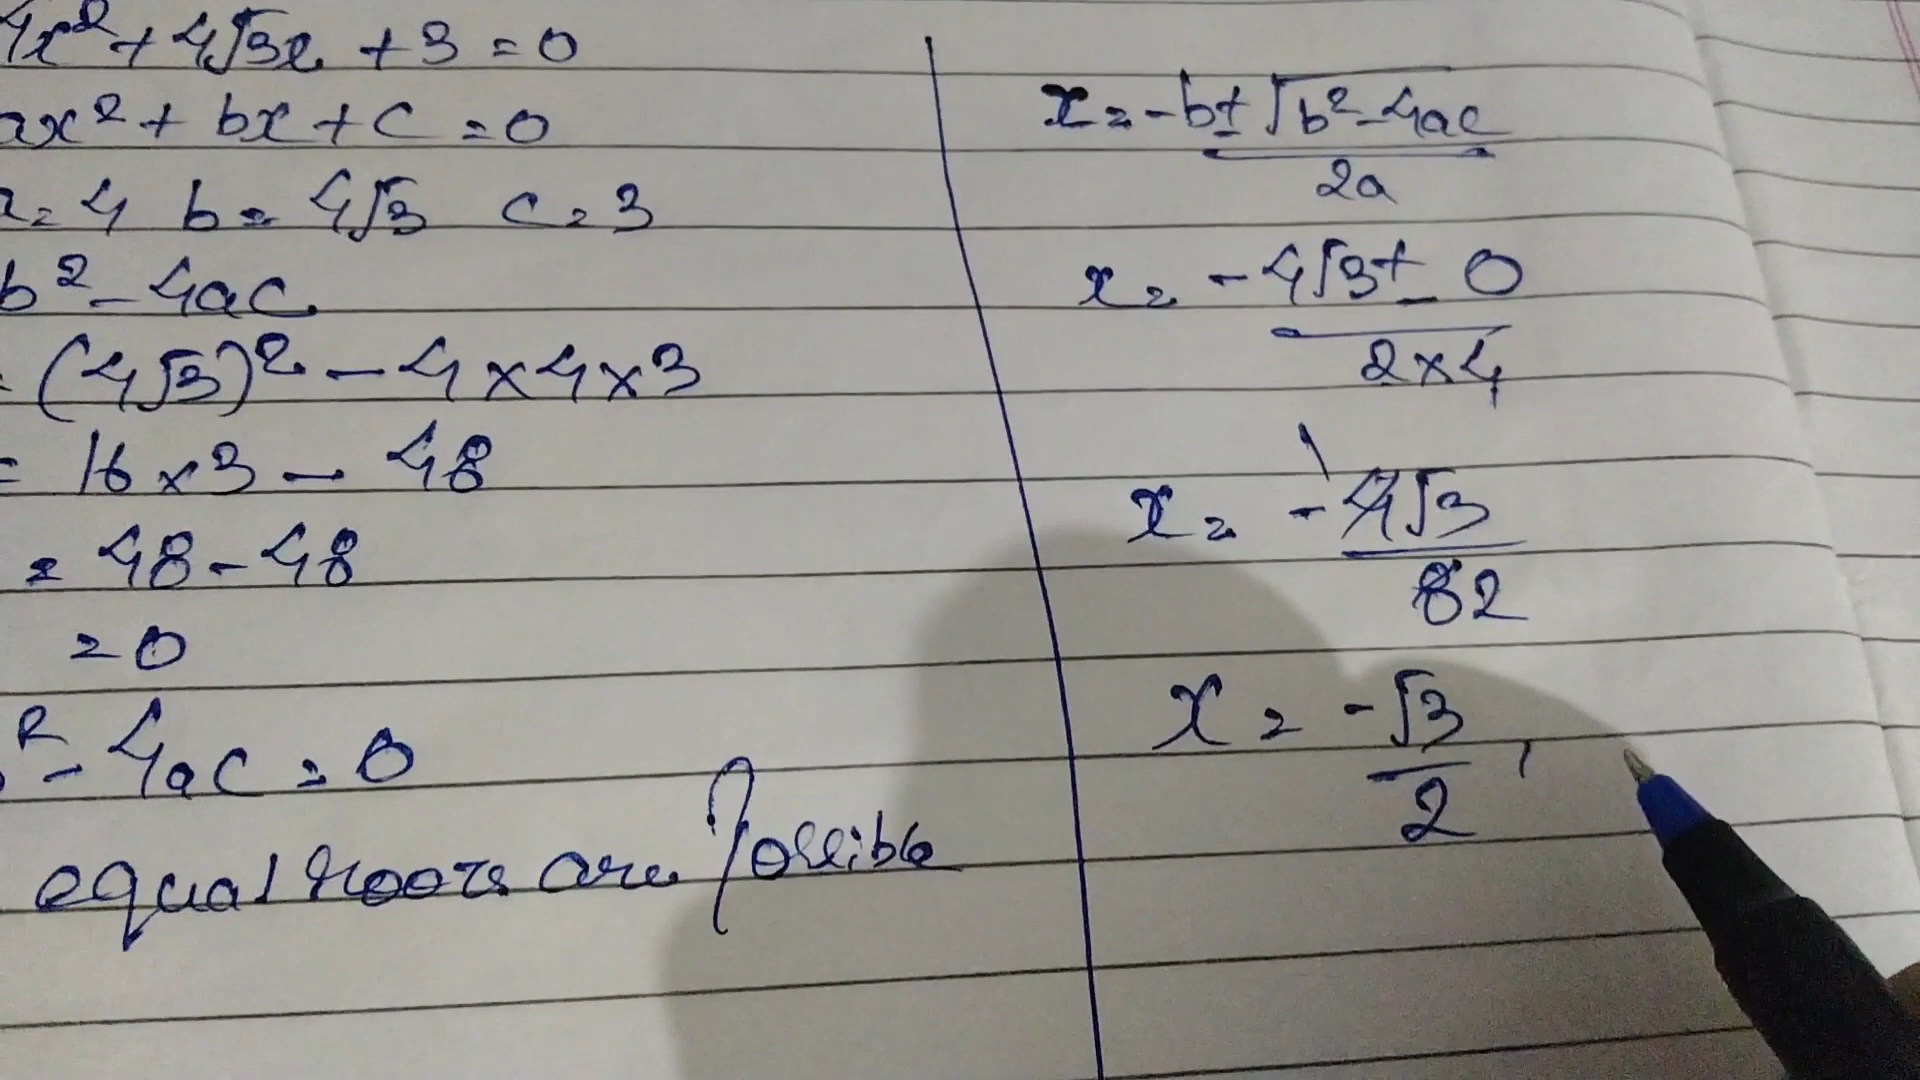 4x² + 4√3x + 3 = 0
ax² + bx + c = 0
a = 4 b = 4√3 c = 3
b² - 4ac
= (4√3)² - 4 × 4 × 3
= 16 × 3 - 48
= 48 - 48
= 0
b² - 4ac = 0
equal roots are Possible
x = -b ± √b² - 4ac
2a
x = -4√3 ± 0
2 × 4
1
x = -4√3
8 2
x = -√3
2 ,